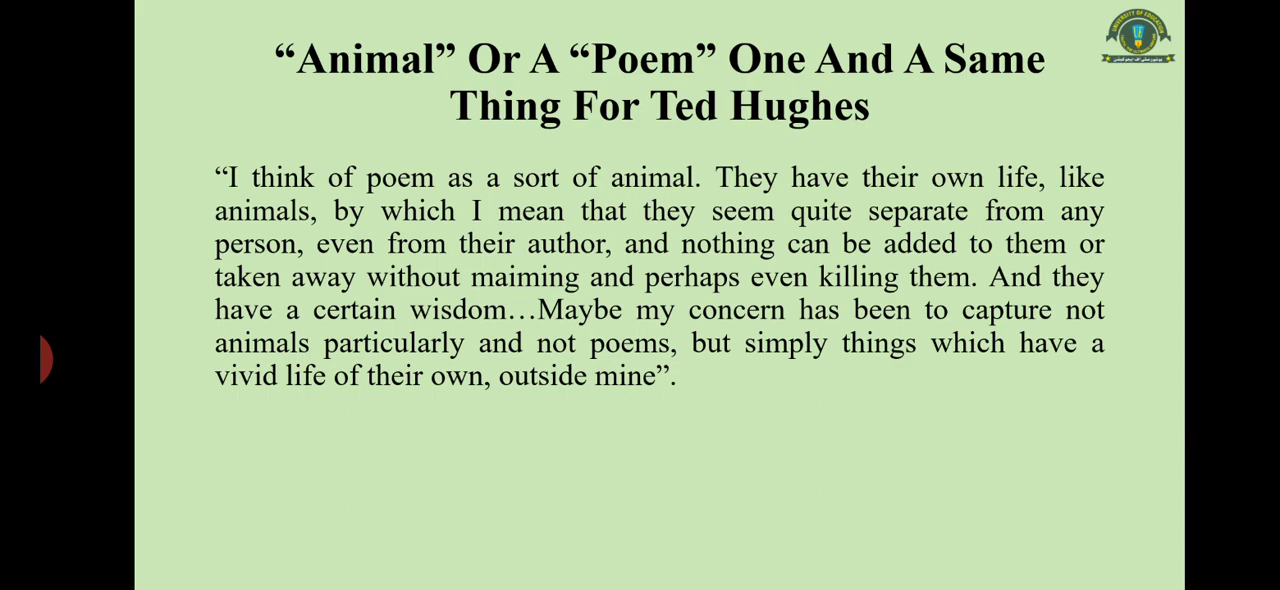 “Animal” Or A “Poem” One And A Same
Thing For Ted Hughes
UNIVERSITY OF EDUCATION
“I think of poem as a sort of animal. They have their own life, like
animals, by which I mean that they seem quite separate from any
person, even from their author, and nothing can be added to them or
taken away without maiming and perhaps even killing them. And they
have a certain wisdom…Maybe my concern has been to capture not
animals particularly and not poems, but simply things which have a
vivid life of their own, outside mine”.